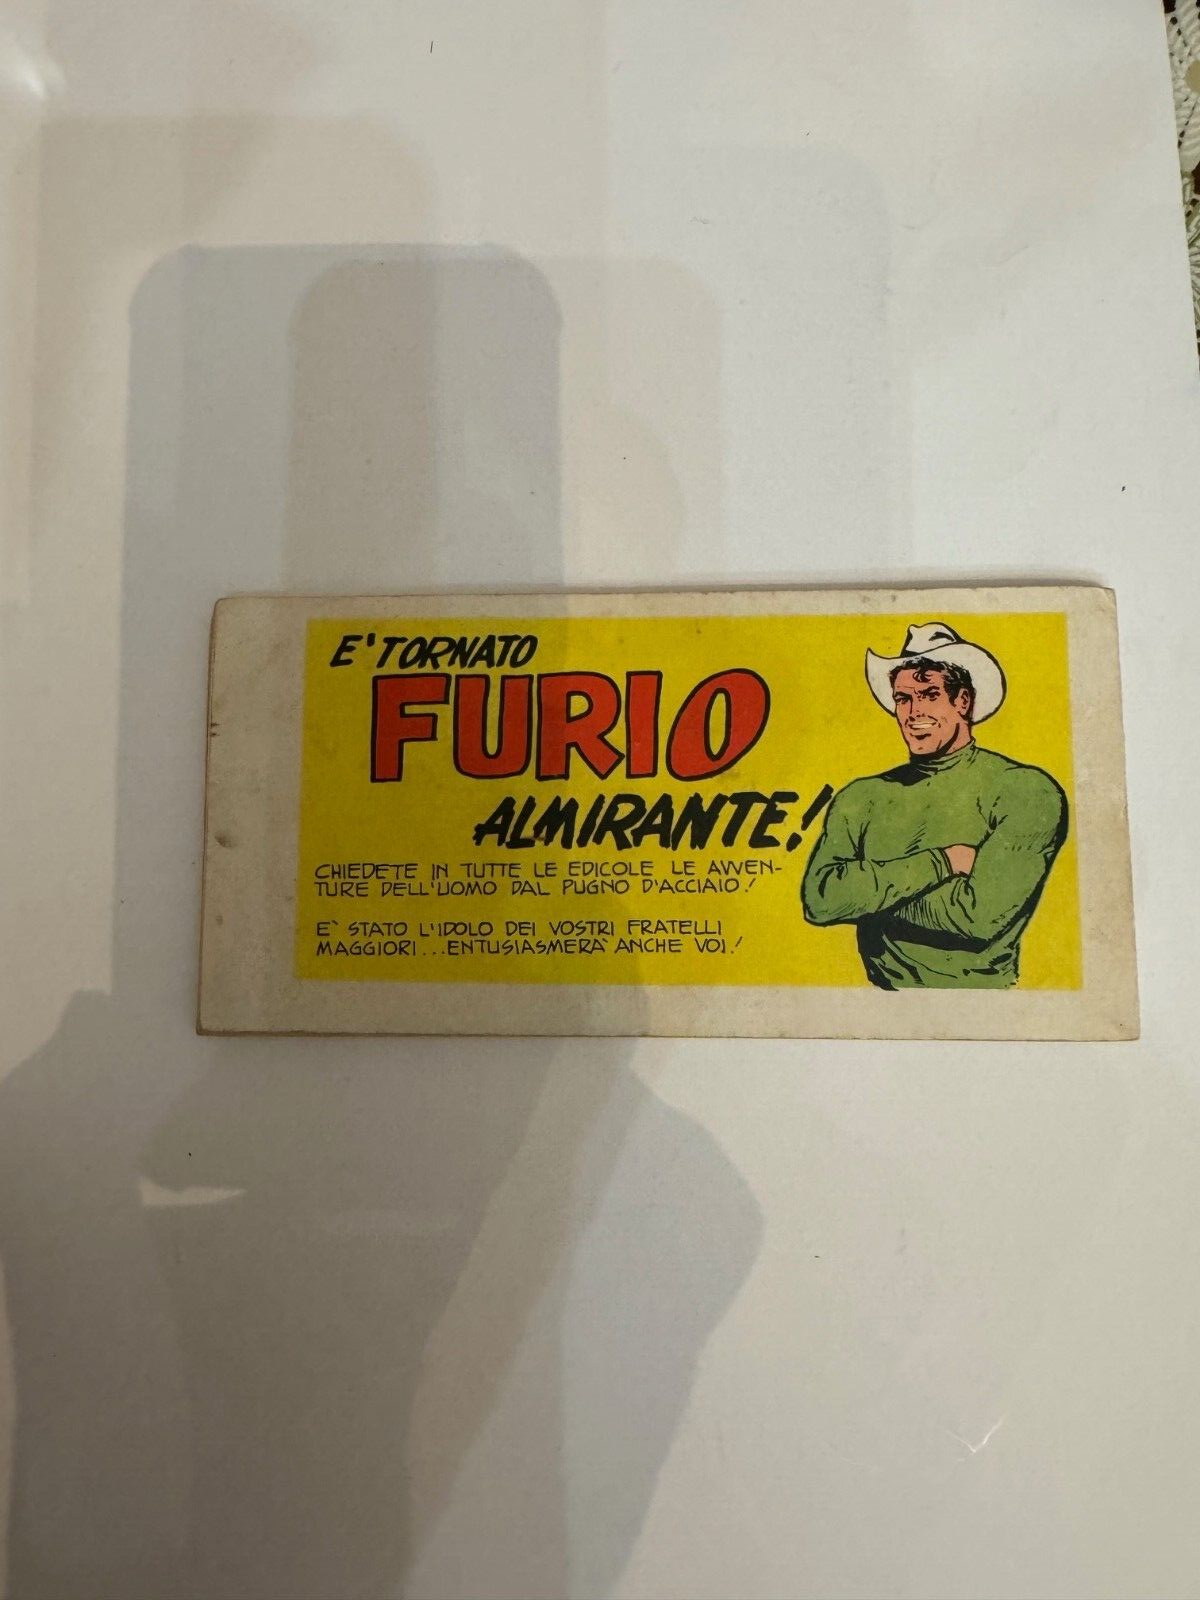 E' TORNATO
FURIO
ALMIRANTE!
CHIEDETE IN TUTTE LE EDICOLE LE AVVEN-
TURE DELL'UOMO DAL PUGNO D'ACCIAIO!
E` STATO L'IDOLO DEI VOSTRI FRATELLI
MAGGIORI...ENTUSIASMERA` ANCHE VOI!